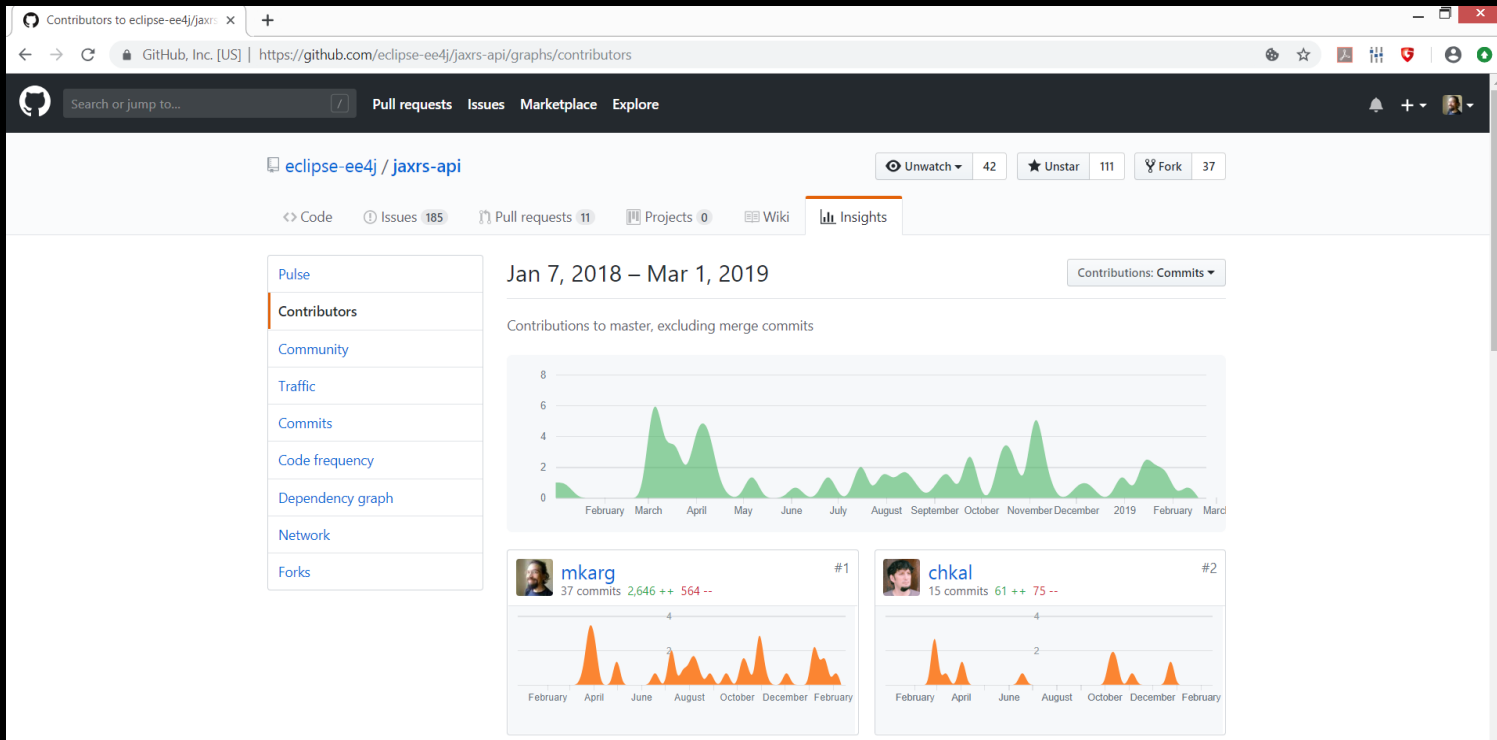 Contributors to eclipse-ee4j/jaxrs
GitHub, Inc. [US] | https://github.com/eclipse-ee4j/jaxrs-api/graphs/contributors
Search or jump to... / Pull requests Issues Marketplace Explore
eclipse-ee4j / jaxrs-api Unwatch 42 Unstar 111 Fork 37
Code Issues 185 Pull requests 11 Projects 0 Wiki Insights
Pulse
Contributors
Community
Traffic
Commits
Code frequency
Dependency graph
Network
Forks
Jan 7, 2018 – Mar 1, 2019 Contributions: Commits
Contributions to master, excluding merge commits
8
6
4
2
0
February March April May June July August September October November December 2019 February March
mkarg #1
37 commits 2,646 ++ 564 --
4
2
February April June August October December February
chkal #2
15 commits 61 ++ 75 --
4
2
February April June August October December February